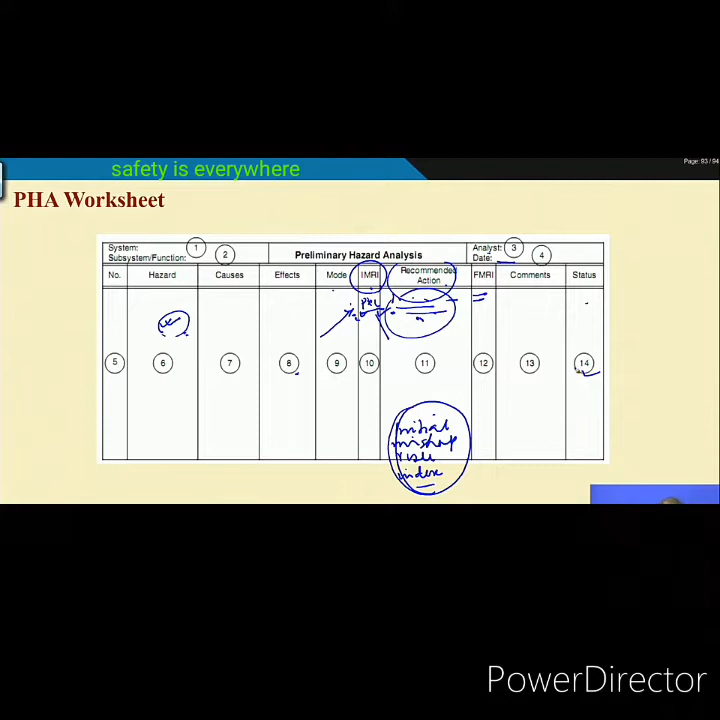 Page: 93 / 94
safety is everywhere
PHA Worksheet
System: 1
Subsystem/Function: 2
Preliminary Hazard Analysis
Analyst: 3
Date: 4
No. Hazard Causes Effects Mode IMRI Recommended Action FMRI Comments Status
5 6 7 8 9 10 11 12 13 14
Initial
mishap
risk
index
PowerDirector